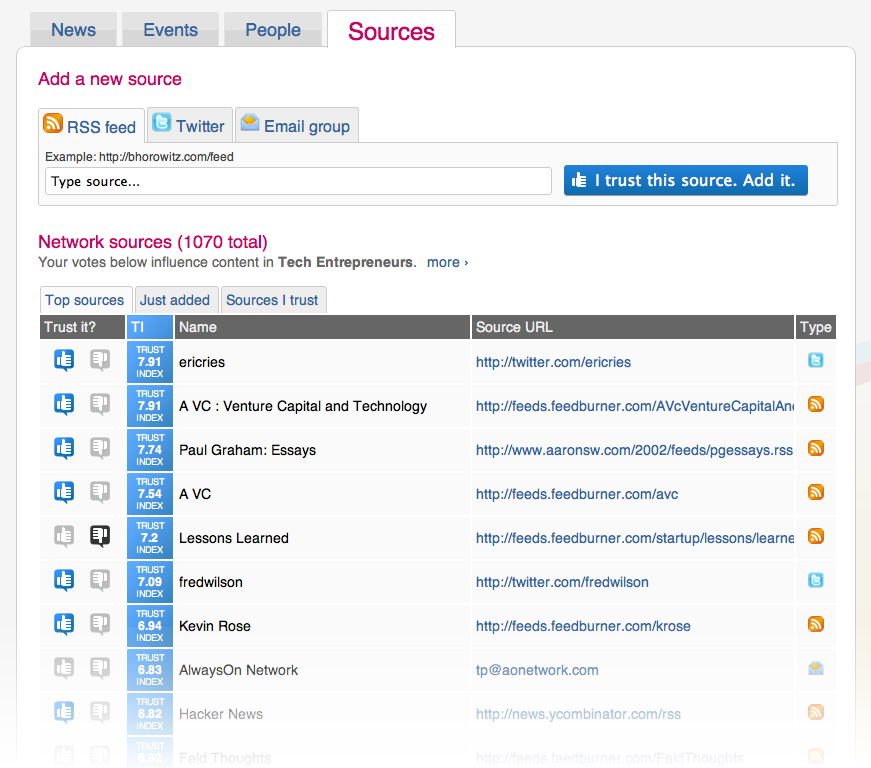 News Events People Sources
Add a new source
RSS feed Twitter Email group
Example: http://bhorowitz.com/feed
Type source... I trust this source. Add it.
Network sources (1070 total)
Your votes below influence content in Tech Entrepreneurs. more ›
Top sources Just added Sources I trust
Trust it? TI Name Source URL Type
TRUST 7.91 INDEX ericries http://twitter.com/ericries
TRUST 7.91 INDEX A VC : Venture Capital and Technology http://feeds.feedburner.com/AVcVentureCapitalAn
TRUST 7.74 INDEX Paul Graham: Essays http://www.aaronsw.com/2002/feeds/pgessays.rss
TRUST 7.54 INDEX A VC http://feeds.feedburner.com/avc
TRUST 7.2 INDEX Lessons Learned http://feeds.feedburner.com/startup/lessons/learne
TRUST 7.09 INDEX fredwilson http://twitter.com/fredwilson
TRUST 6.94 INDEX Kevin Rose http://feeds.feedburner.com/krose
TRUST 6.83 INDEX AlwaysOn Network tp@aonetwork.com
TRUST 6.82 INDEX Hacker News http://news.ycombinator.com/rss
TRUST 6.82 Feld Thoughts http://feeds.feedburner.com/FeldThoughts